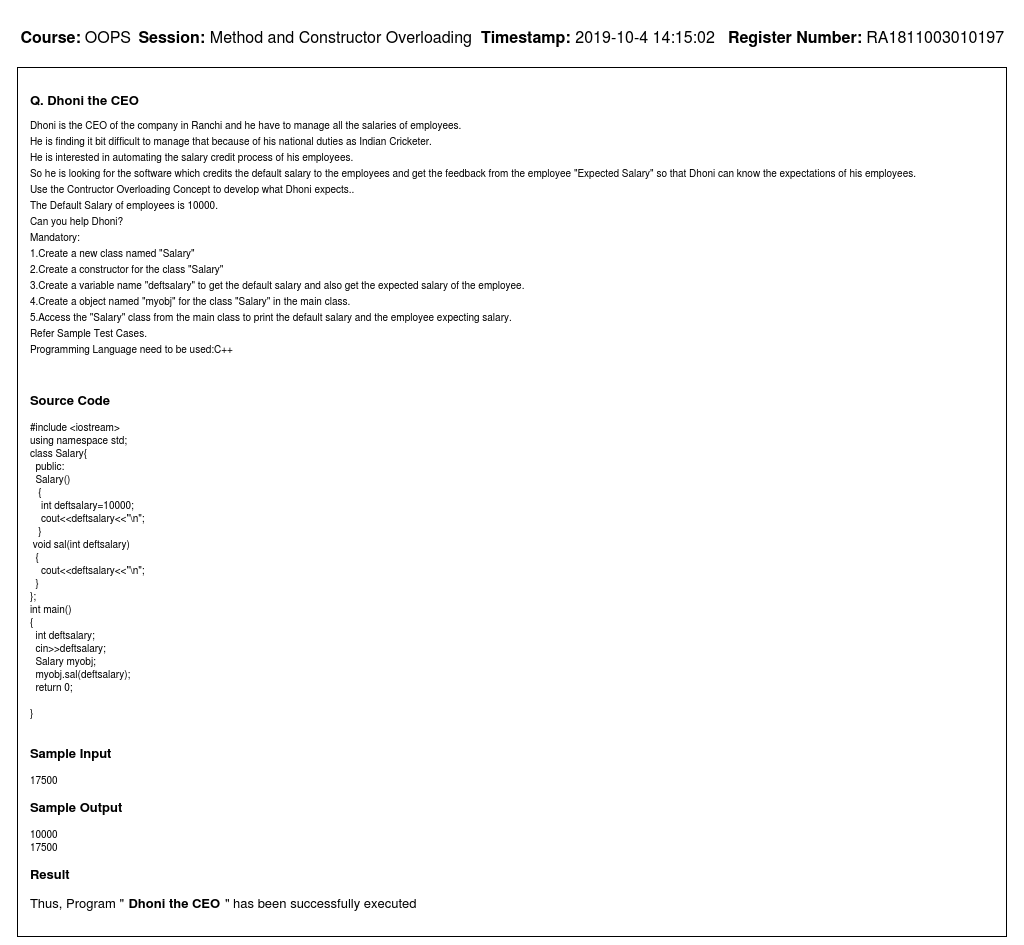 Course: OOPS Session: Method and Constructor Overloading Timestamp: 2019-10-4 14:15:02 Register Number: RA1811003010197
Q. Dhoni the CEO
Dhoni is the CEO of the company in Ranchi and he have to manage all the salaries of employees.
He is finding it bit difficult to manage that because of his national duties as Indian Cricketer.
He is interested in automating the salary credit process of his employees.
So he is looking for the software which credits the default salary to the employees and get the feedback from the employee "Expected Salary" so that Dhoni can know the expectations of his employees.
Use the Contructor Overloading Concept to develop what Dhoni expects..
The Default Salary of employees is 10000.
Can you help Dhoni?
Mandatory:
1.Create a new class named "Salary"
2.Create a constructor for the class "Salary"
3.Create a variable name "deftsalary" to get the default salary and also get the expected salary of the employee.
4.Create a object named "myobj" for the class "Salary" in the main class.
5.Access the "Salary" class from the main class to print the default salary and the employee expecting salary.
Refer Sample Test Cases.
Programming Language need to be used:C++
Source Code
#include <iostream>
using namespace std;
class Salary{
public:
Salary()
{
int deftsalary=10000;
cout<<deftsalary<<"\n";
}
void sal(int deftsalary)
{
cout<<deftsalary<<"\n";
}
};
int main()
{
int deftsalary;
cin>>deftsalary;
Salary myobj;
myobj.sal(deftsalary);
return 0;
}
Sample Input
17500
Sample Output
10000
17500
Result
Thus, Program " Dhoni the CEO " has been successfully executed